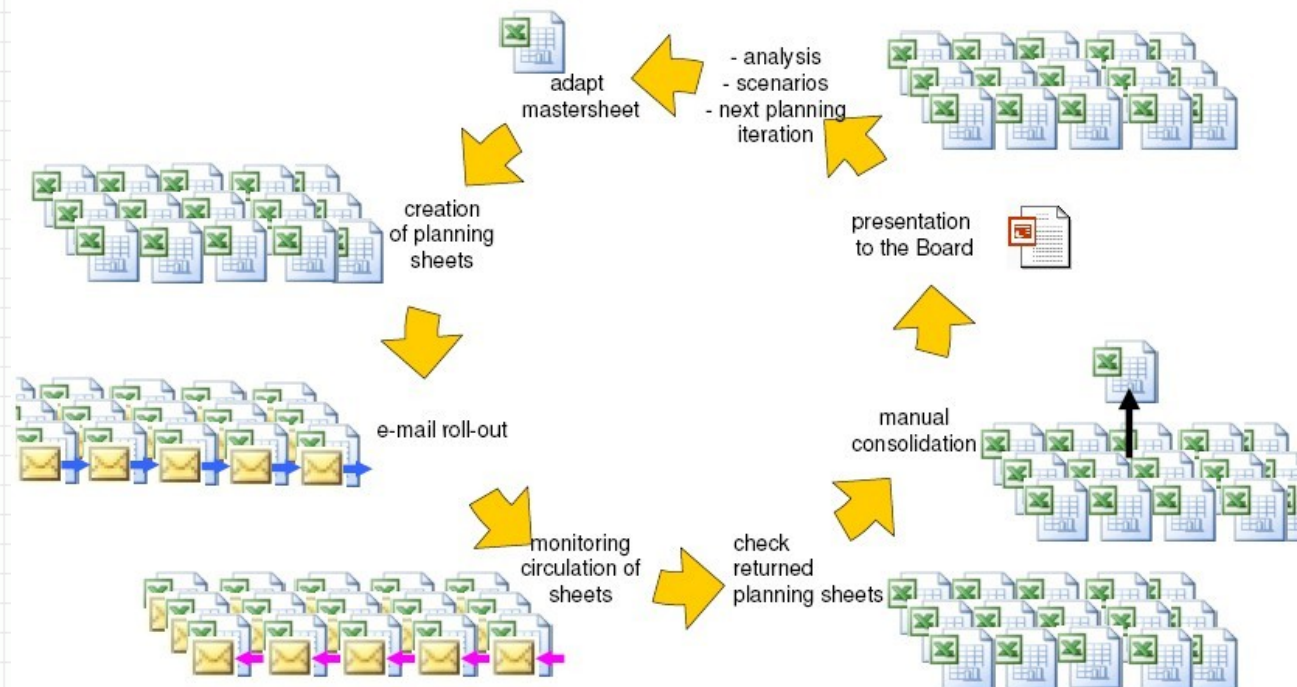 adapt
mastersheet
- analysis
- scenarios
- next planning
iteration
creation
of planning
sheets
presentation
to the Board
e-mail roll-out
manual
consolidation
monitoring
circulation of
sheets
check
returned
planning sheets